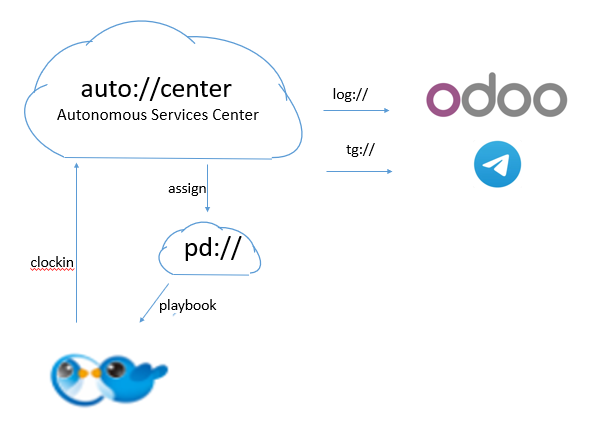 auto://center
Autonomous Services Center
log://
odoo
tg://
assign
pd://
clockin
playbook